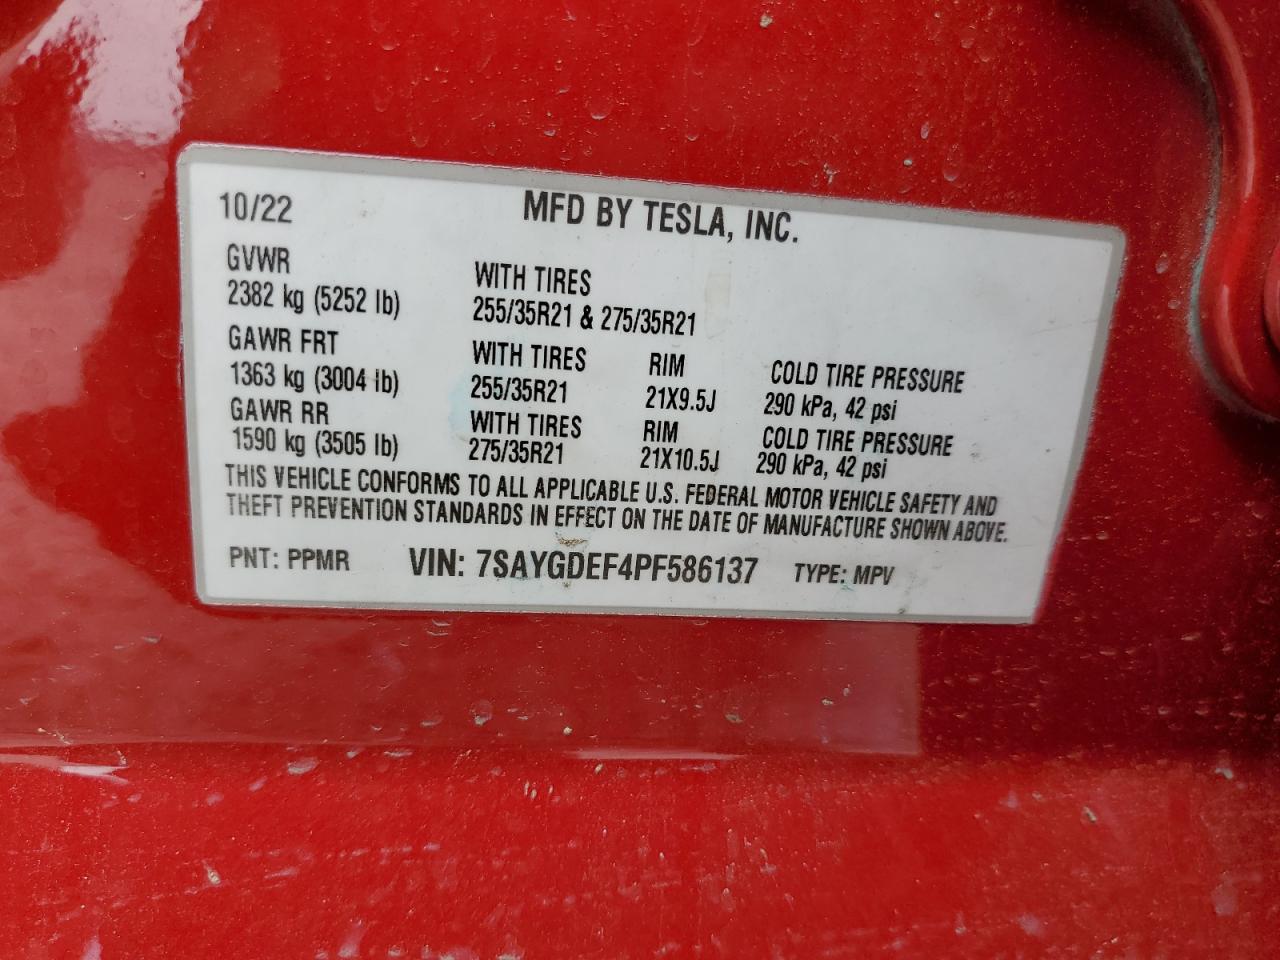 10/22 MFD BY TESLA, INC.
GVWR WITH TIRES
2382 kg (5252 lb) 255/35R21 & 275/35R21
GAWR FRT WITH TIRES RIM COLD TIRE PRESSURE
1363 kg (3004 lb) 255/35R21 21X9.5J 290 kPa, 42 psi
GAWR RR WITH TIRES RIM COLD TIRE PRESSURE
1590 kg (3505 lb) 275/35R21 21X10.5J 290 kPa, 42 psi
THIS VEHICLE CONFORMS TO ALL APPLICABLE U.S. FEDERAL MOTOR VEHICLE SAFETY AND
THEFT PREVENTION STANDARDS IN EFFECT ON THE DATE OF MANUFACTURE SHOWN ABOVE.
PNT: PPMR VIN: 7SAYGDEF4PF586137 TYPE: MPV